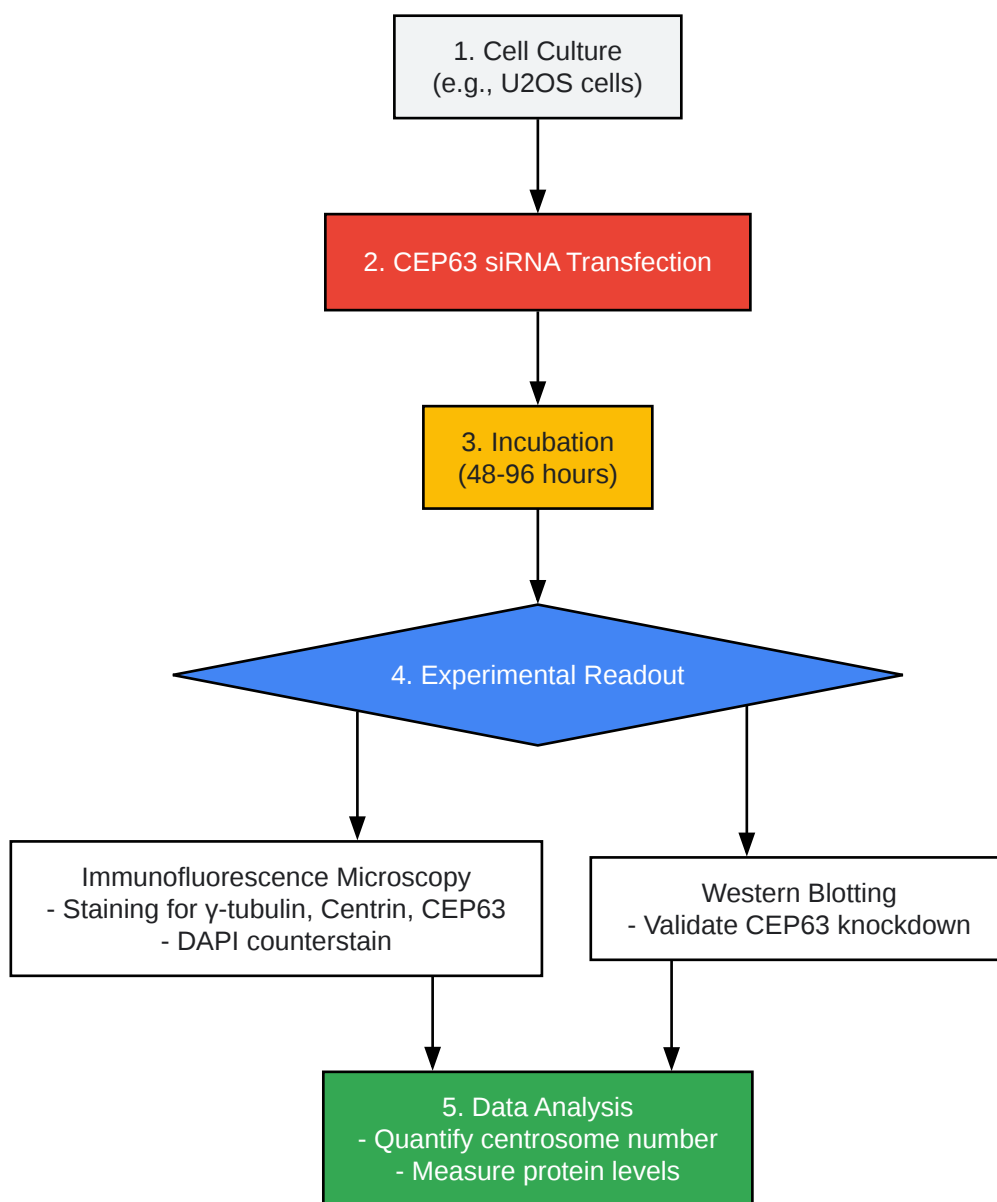 1. Cell Culture
(e.g., U2OS cells)
2. CEP63 siRNA Transfection
3. Incubation
(48-96 hours)
4. Experimental Readout
Immunofluorescence Microscopy
- Staining for γ-tubulin, Centrin, CEP63
- DAPI counterstain
Western Blotting
- Validate CEP63 knockdown
5. Data Analysis
- Quantify centrosome number
- Measure protein levels